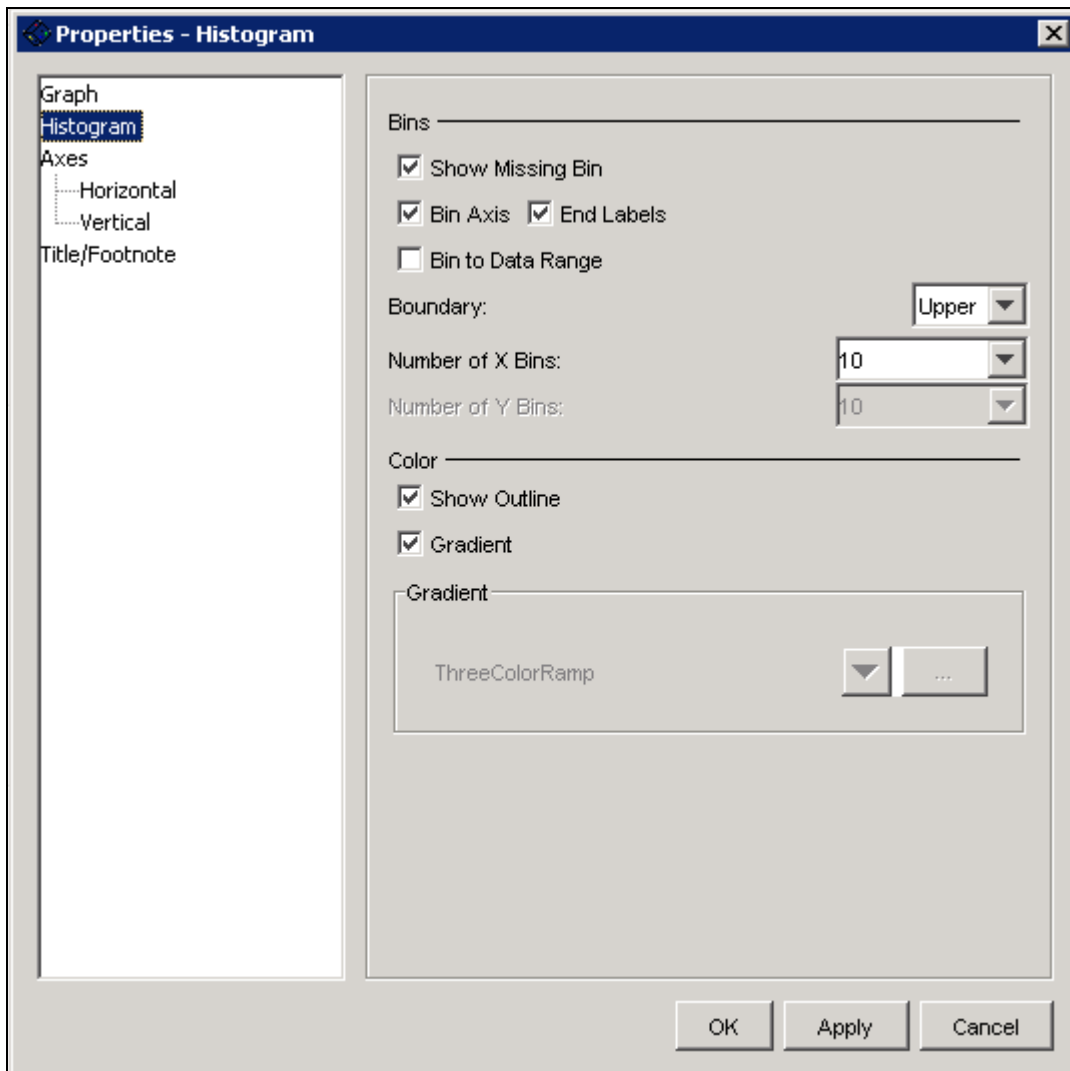 Properties - Histogram
Graph
Histogram
Axes
Horizontal
Vertical
Title/Footnote
Bins
Show Missing Bin
Bin Axis End Labels
Bin to Data Range
Boundary: Upper
Number of X Bins: 10
Number of Y Bins: 10
Color
Show Outline
Gradient
Gradient
ThreeColorRamp ...
OK Apply Cancel